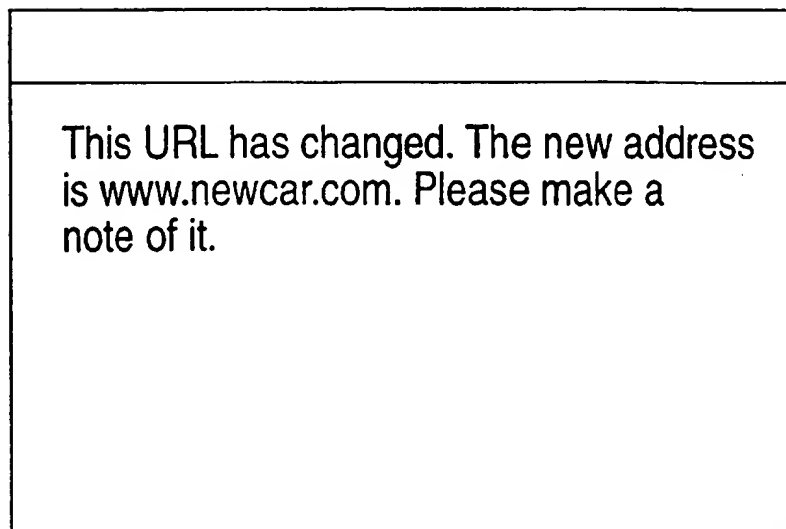 This URL has changed. The new address
is www.newcar.com. Please make a
note of it.